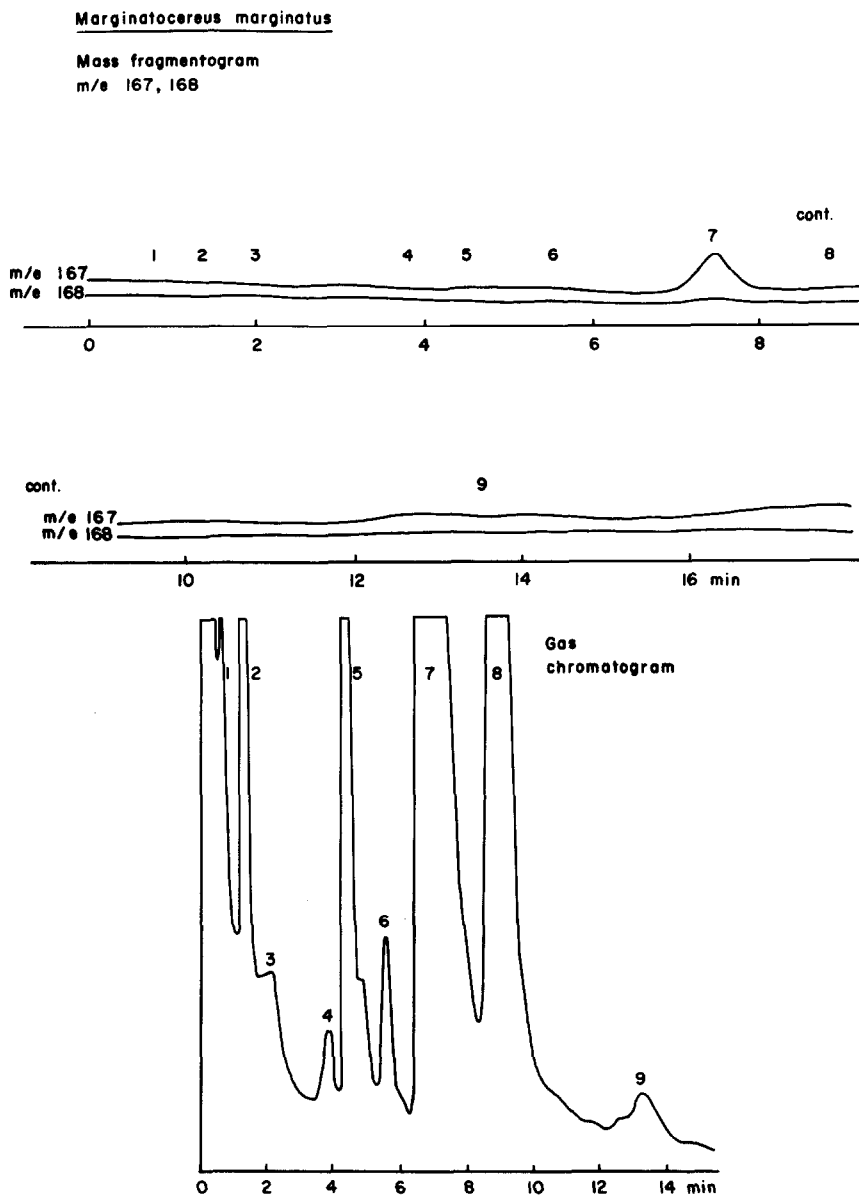 Marginatocereus marginatus
Mass fragmentogram
m/e 167, 168
cont.
1 2 3 4 5 6 7 8
m/e 167
m/e 168
0 2 4 6 8
cont.
9
m/e 167
m/e 168
10 12 14 16 min
Gas
chromatogram
1 2 5 7 8
6
3
4
9
0 2 4 6 8 10 12 14 min